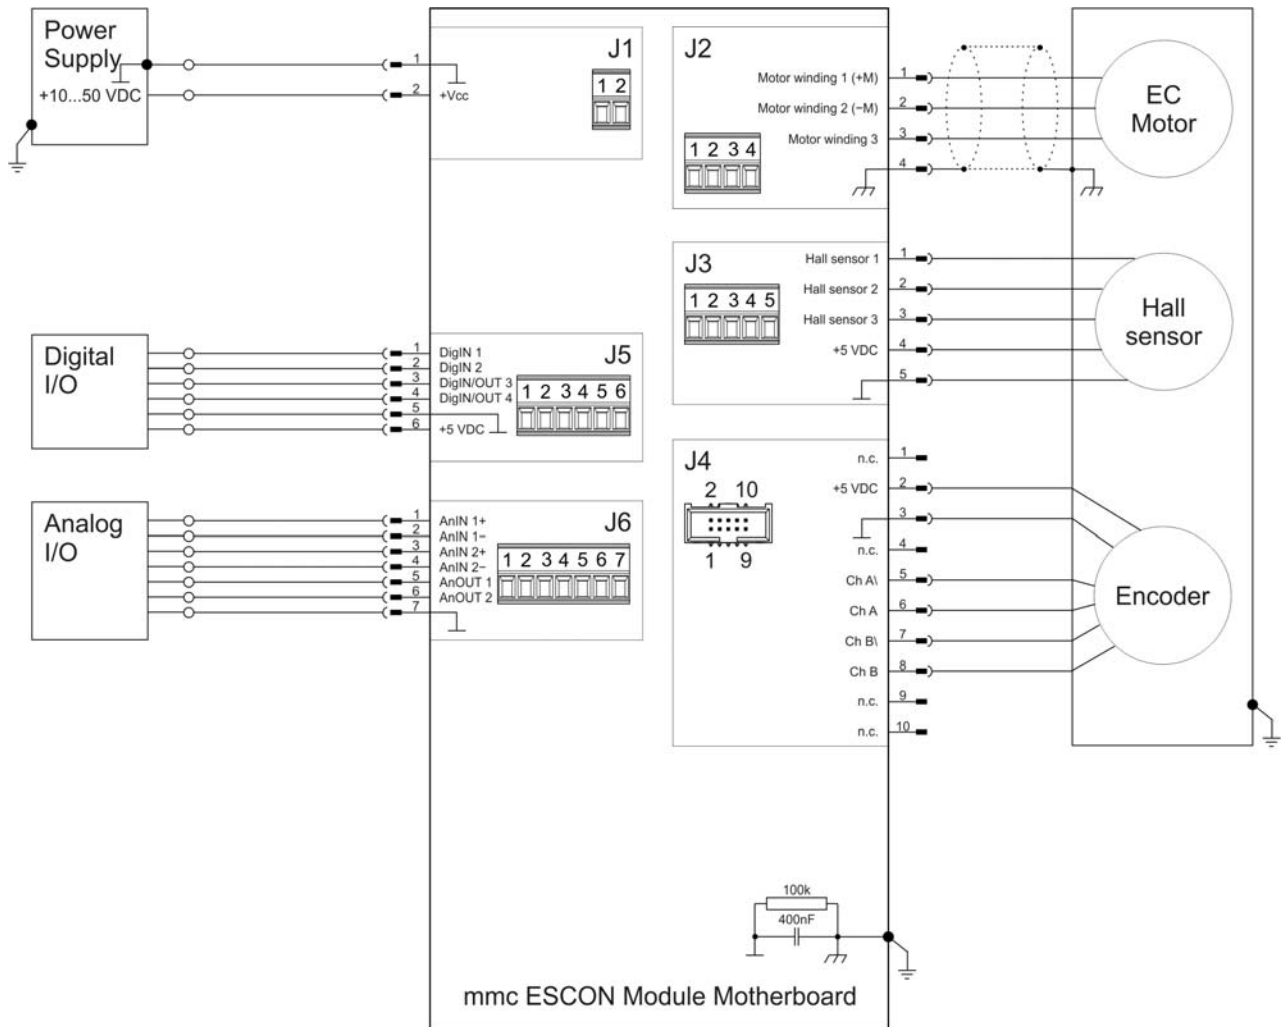 Power
Supply
+10...50 VDC
1
2
+Vcc
J1
1 2
J2
Motor winding 1 (+M)
1
Motor winding 2 (−M)
2
Motor winding 3
3
4
1 2 3 4
EC
Motor
J3
Hall sensor 1
1
Hall sensor 2
2
Hall sensor 3
3
+5 VDC
4
5
1 2 3 4 5
Hall
sensor
Digital
I/O
1
DigIN 1
2
DigIN 2
3
DigIN/OUT 3
4
DigIN/OUT 4
5
6
+5 VDC
J5
1 2 3 4 5 6
Analog
I/O
1
AnIN 1+
2
AnIN 1−
3
AnIN 2+
4
AnIN 2−
5
AnOUT 1
6
AnOUT 2
7
J6
1 2 3 4 5 6 7
J4
2 10
1 9
n.c.
1
+5 VDC
2
3
n.c.
4
Ch A\
5
Ch A
6
Ch B\
7
Ch B
8
n.c.
9
n.c.
10
Encoder
100k
400nF
mmc ESCON Module Motherboard